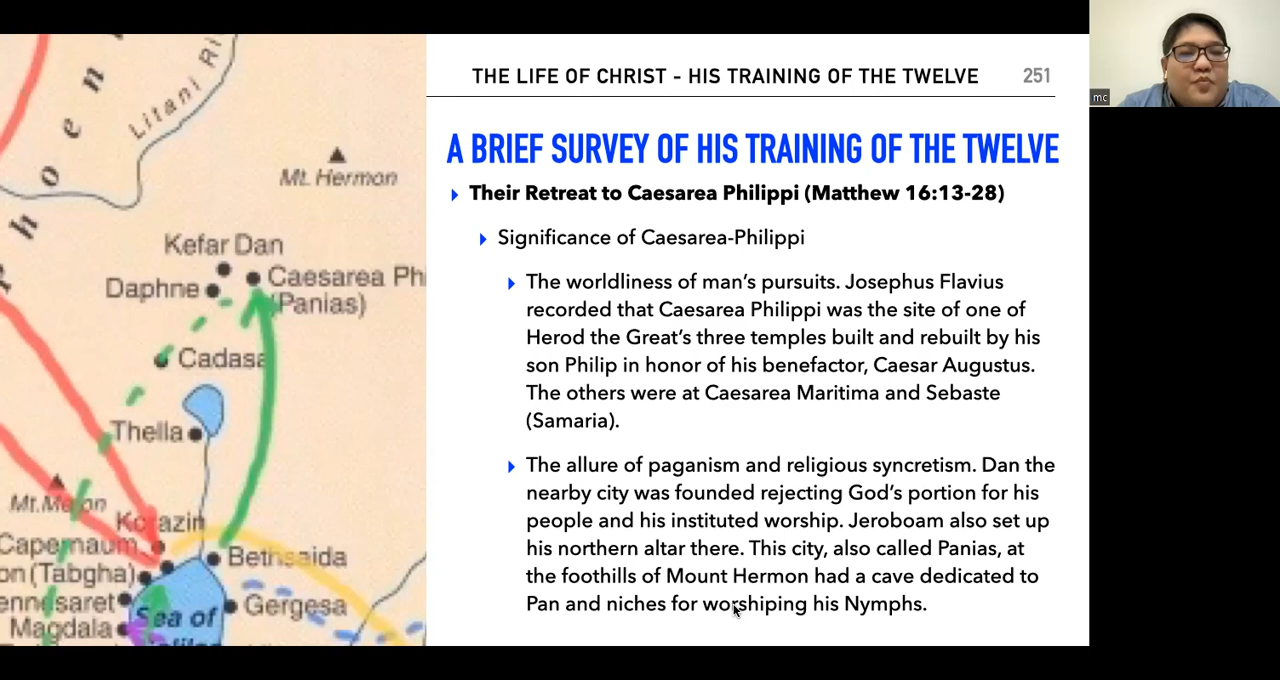 THE LIFE OF CHRIST - HIS TRAINING OF THE TWELVE 251
mc
A BRIEF SURVEY OF HIS TRAINING OF THE TWELVE
Their Retreat to Caesarea Philippi (Matthew 16:13-28)
Significance of Caesarea-Philippi
The worldliness of man's pursuits. Josephus Flavius
recorded that Caesarea Philippi was the site of one of
Herod the Great's three temples built and rebuilt by his
son Philip in honor of his benefactor, Caesar Augustus.
The others were at Caesarea Maritima and Sebaste
(Samaria).
The allure of paganism and religious syncretism. Dan the
nearby city was founded rejecting God's portion for his
people and his instituted worship. Jeroboam also set up
his northern altar there. This city, also called Panias, at
the foothills of Mount Hermon had a cave dedicated to
Pan and niches for worshiping his Nymphs.
Litani Ri
h o e n
Mt. Hermon
Kefar Dan
Daphne
Caesarea Ph
(Panias)
Cadasa
Thella
Mt. Meron
Korazin
Capernaum
Bethsaida
on (Tabgha)
ennesaret
Gergesa
Magdala
Sea of